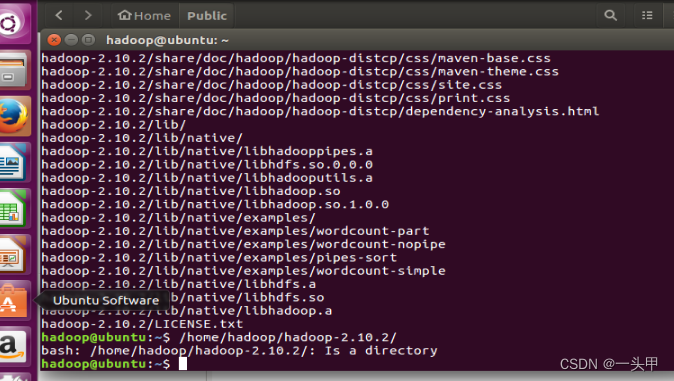 Home Public
hadoop@ubuntu: ~
hadoop-2.10.2/share/doc/hadoop/hadoop-distcp/css/maven-base.css
hadoop-2.10.2/share/doc/hadoop/hadoop-distcp/css/maven-theme.css
hadoop-2.10.2/share/doc/hadoop/hadoop-distcp/css/site.css
hadoop-2.10.2/share/doc/hadoop/hadoop-distcp/css/print.css
hadoop-2.10.2/share/doc/hadoop/hadoop-distcp/dependency-analysis.html
hadoop-2.10.2/lib/
hadoop-2.10.2/lib/native/
hadoop-2.10.2/lib/native/libhadooppipes.a
hadoop-2.10.2/lib/native/libhdfs.so.0.0.0
hadoop-2.10.2/lib/native/libhadooputils.a
hadoop-2.10.2/lib/native/libhadoop.so
hadoop-2.10.2/lib/native/libhadoop.so.1.0.0
hadoop-2.10.2/lib/native/examples/
hadoop-2.10.2/lib/native/examples/wordcount-part
hadoop-2.10.2/lib/native/examples/wordcount-nopipe
hadoop-2.10.2/lib/native/examples/pipes-sort
hadoop-2.10.2/lib/native/examples/wordcount-simple
hadoop-2.10.2/lib/native/libhdfs.a
Ubuntu Software ib/native/libhdfs.so
ib/native/libhadoop.a
hadoop-2.10.2/LICENSE.txt
hadoop@ubuntu:~$ /home/hadoop/hadoop-2.10.2/
bash: /home/hadoop/hadoop-2.10.2/: Is a directory
hadoop@ubuntu:~$
CSDN @一头甲